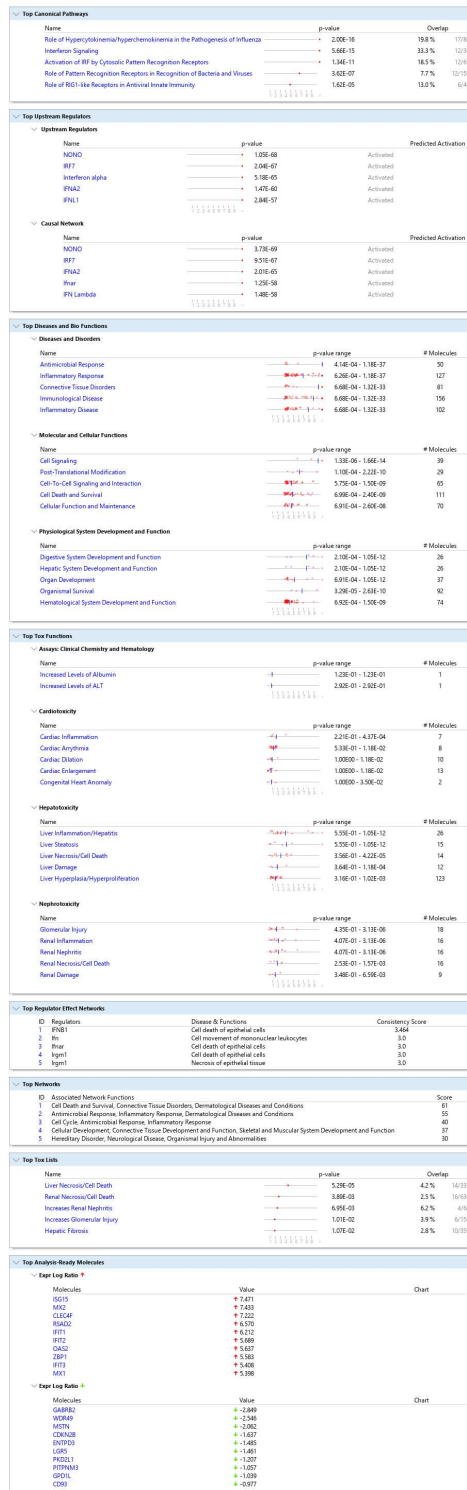 Top Canonical Pathways
Name p-value Overlap
Role of Hypercytokinemia/hyperchemokinemia in the Pathogenesis of Influenza 2.00E-16 19.8 % 17/8
Interferon Signaling 5.66E-15 33.3 % 12/3
Activation of IRF by Cytosolic Pattern Recognition Receptors 1.34E-11 18.5 % 12/6
Role of Pattern Recognition Receptors in Recognition of Bacteria and Viruses 3.62E-07 7.7 % 12/15
Role of RIG1-like Receptors in Antiviral Innate Immunity 1.62E-05 13.0 % 6/4
Top Upstream Regulators
Upstream Regulators
Name p-value Predicted Activation
NONO 1.05E-68 Activated
IRF7 2.04E-67 Activated
Interferon alpha 5.18E-65 Activated
IFNA2 1.47E-60 Activated
IFNL1 2.84E-57 Activated
Causal Network
Name p-value Predicted Activation
NONO 3.73E-69 Activated
IRF7 9.51E-67 Activated
IFNA2 2.01E-65 Activated
Ifnar 1.25E-58 Activated
IFN Lambda 1.48E-58 Activated
Top Diseases and Bio Functions
Diseases and Disorders
Name p-value range # Molecules
Antimicrobial Response 4.14E-04 - 1.18E-37 50
Inflammatory Response 6.26E-04 - 1.18E-37 127
Connective Tissue Disorders 6.68E-04 - 1.32E-33 81
Immunological Disease 6.68E-04 - 1.32E-33 156
Inflammatory Disease 6.68E-04 - 1.32E-33 102
Molecular and Cellular Functions
Name p-value range # Molecules
Cell Signaling 1.33E-06 - 1.66E-14 39
Post-Translational Modification 1.10E-04 - 2.22E-10 29
Cell-To-Cell Signaling and Interaction 5.75E-04 - 1.50E-09 65
Cell Death and Survival 6.99E-04 - 2.40E-09 111
Cellular Function and Maintenance 6.91E-04 - 2.60E-08 70
Physiological System Development and Function
Name p-value range # Molecules
Digestive System Development and Function 2.10E-04 - 1.05E-12 26
Hepatic System Development and Function 2.10E-04 - 1.05E-12 26
Organ Development 6.91E-04 - 1.05E-12 37
Organismal Survival 3.29E-05 - 2.63E-10 92
Hematological System Development and Function 6.92E-04 - 1.50E-09 74
Top Tox Functions
Assays: Clinical Chemistry and Hematology
Name p-value range # Molecules
Increased Levels of Albumin 1.23E-01 - 1.23E-01 1
Increased Levels of ALT 2.92E-01 - 2.92E-01 1
Cardiotoxicity
Name p-value range # Molecules
Cardiac Inflammation 2.21E-01 - 4.37E-04 7
Cardiac Arrythmia 5.33E-01 - 1.18E-02 8
Cardiac Dilation 1.00E00 - 1.18E-02 10
Cardiac Enlargement 1.00E00 - 1.18E-02 13
Congenital Heart Anomaly 1.00E00 - 3.50E-02 2
Hepatotoxicity
Name p-value range # Molecules
Liver Inflammation/Hepatitis 5.55E-01 - 1.05E-12 26
Liver Steatosis 5.55E-01 - 1.05E-12 15
Liver Necrosis/Cell Death 3.56E-01 - 4.22E-05 14
Liver Damage 3.64E-01 - 1.18E-04 12
Liver Hyperplasia/Hyperproliferation 3.16E-01 - 1.02E-03 123
Nephrotoxicity
Name p-value range # Molecules
Glomerular Injury 4.35E-01 - 3.13E-06 18
Renal Inflammation 4.07E-01 - 3.13E-06 16
Renal Nephritis 4.07E-01 - 3.13E-06 16
Renal Necrosis/Cell Death 2.53E-01 - 1.57E-03 16
Renal Damage 3.48E-01 - 6.59E-03 9
Top Regulator Effect Networks
ID Regulators Disease & Functions Consistency Score
1 IFNB1 Cell death of epithelial cells 3.464
2 Ifn Cell movement of mononuclear leukocytes 3.0
3 Ifnar Cell death of epithelial cells 3.0
4 Irgm1 Cell death of epithelial cells 3.0
5 Irgm1 Necrosis of epithelial tissue 3.0
Top Networks
ID Associated Network Functions Score
1 Cell Death and Survival, Connective Tissue Disorders, Dermatological Diseases and Conditions 61
2 Antimicrobial Response, Inflammatory Response, Dermatological Diseases and Conditions 55
3 Cell Cycle, Antimicrobial Response, Inflammatory Response 40
4 Cellular Development, Connective Tissue Development and Function, Skeletal and Muscular System Development and Function 37
5 Hereditary Disorder, Neurological Disease, Organismal Injury and Abnormalities 30
Top Tox Lists
Name p-value Overlap
Liver Necrosis/Cell Death 5.29E-05 4.2 % 14/33
Renal Necrosis/Cell Death 3.89E-03 2.5 % 16/63
Increases Renal Nephritis 6.95E-03 6.2 % 4/6
Increases Glomerular Injury 1.01E-02 3.9 % 6/15
Hepatic Fibrosis 1.07E-02 2.8 % 10/35
Top Analysis-Ready Molecules
Expr Log Ratio ↑
Molecules Value Chart
ISG15 ↑ 7.471
MX2 ↑ 7.433
CLEC4F ↑ 7.222
RSAD2 ↑ 6.570
IFIT1 ↑ 6.212
IFIT2 ↑ 5.689
OAS2 ↑ 5.637
ZBP1 ↑ 5.583
IFIT3 ↑ 5.408
MX1 ↑ 5.398
Expr Log Ratio ↓
Molecules Value Chart
GABRB2 ↓ -2.849
WDR49 ↓ -2.546
MSTN ↓ -2.062
CDKN2B ↓ -1.637
ENTPD3 ↓ -1.485
LGR5 ↓ -1.461
PKD2L1 ↓ -1.207
PITPNM3 ↓ -1.057
GPD1L ↓ -1.039
CD93 ↓ -0.977